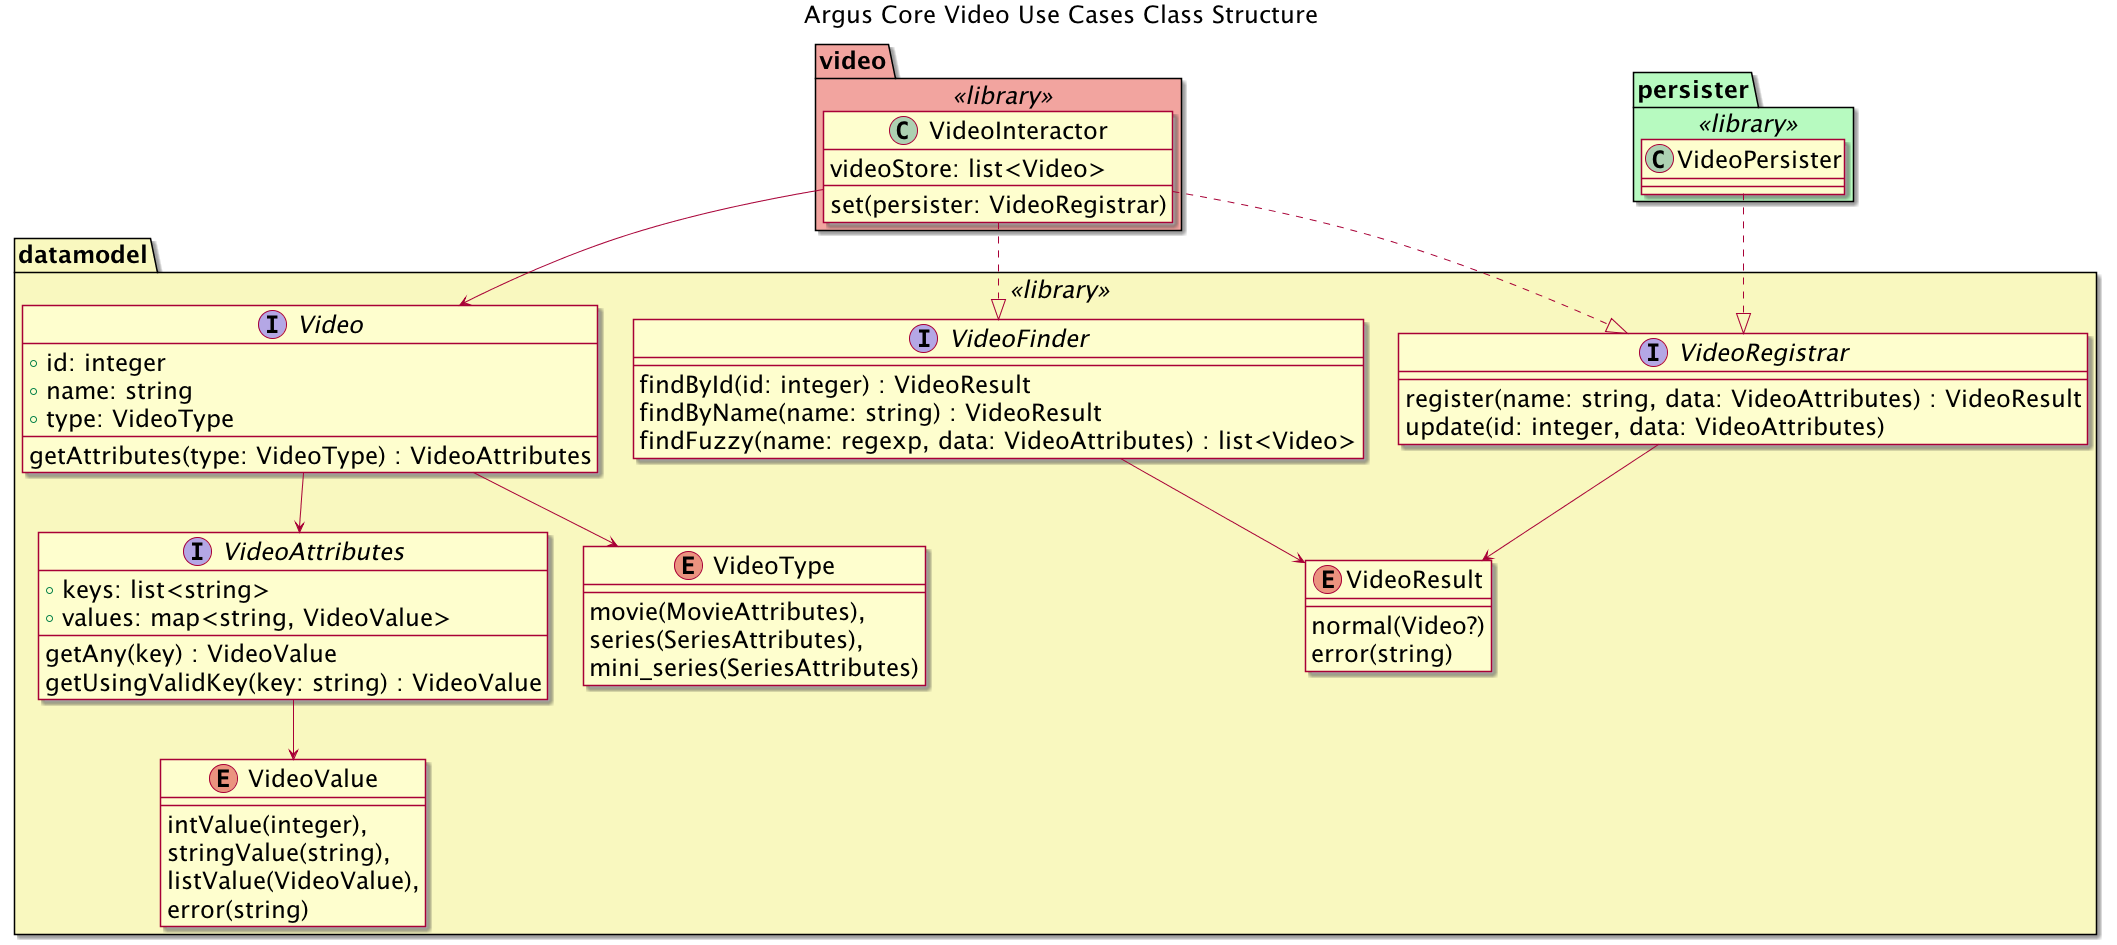 Argus Core Video Use Cases Class Structure
video
«library»
C VideoInteractor
videoStore: list<Video>
set(persister: VideoRegistrar)
persister
«library»
C VideoPersister
datamodel
«library»
I Video
id: integer
name: string
type: VideoType
getAttributes(type: VideoType) : VideoAttributes
I VideoFinder
findById(id: integer) : VideoResult
findByName(name: string) : VideoResult
findFuzzy(name: regexp, data: VideoAttributes) : list<Video>
I VideoRegistrar
register(name: string, data: VideoAttributes) : VideoResult
update(id: integer, data: VideoAttributes)
I VideoAttributes
keys: list<string>
values: map<string, VideoValue>
getAny(key) : VideoValue
getUsingValidKey(key: string) : VideoValue
E VideoType
movie(MovieAttributes),
series(SeriesAttributes),
mini_series(SeriesAttributes)
E VideoResult
normal(Video?)
error(string)
E VideoValue
intValue(integer),
stringValue(string),
listValue(VideoValue),
error(string)